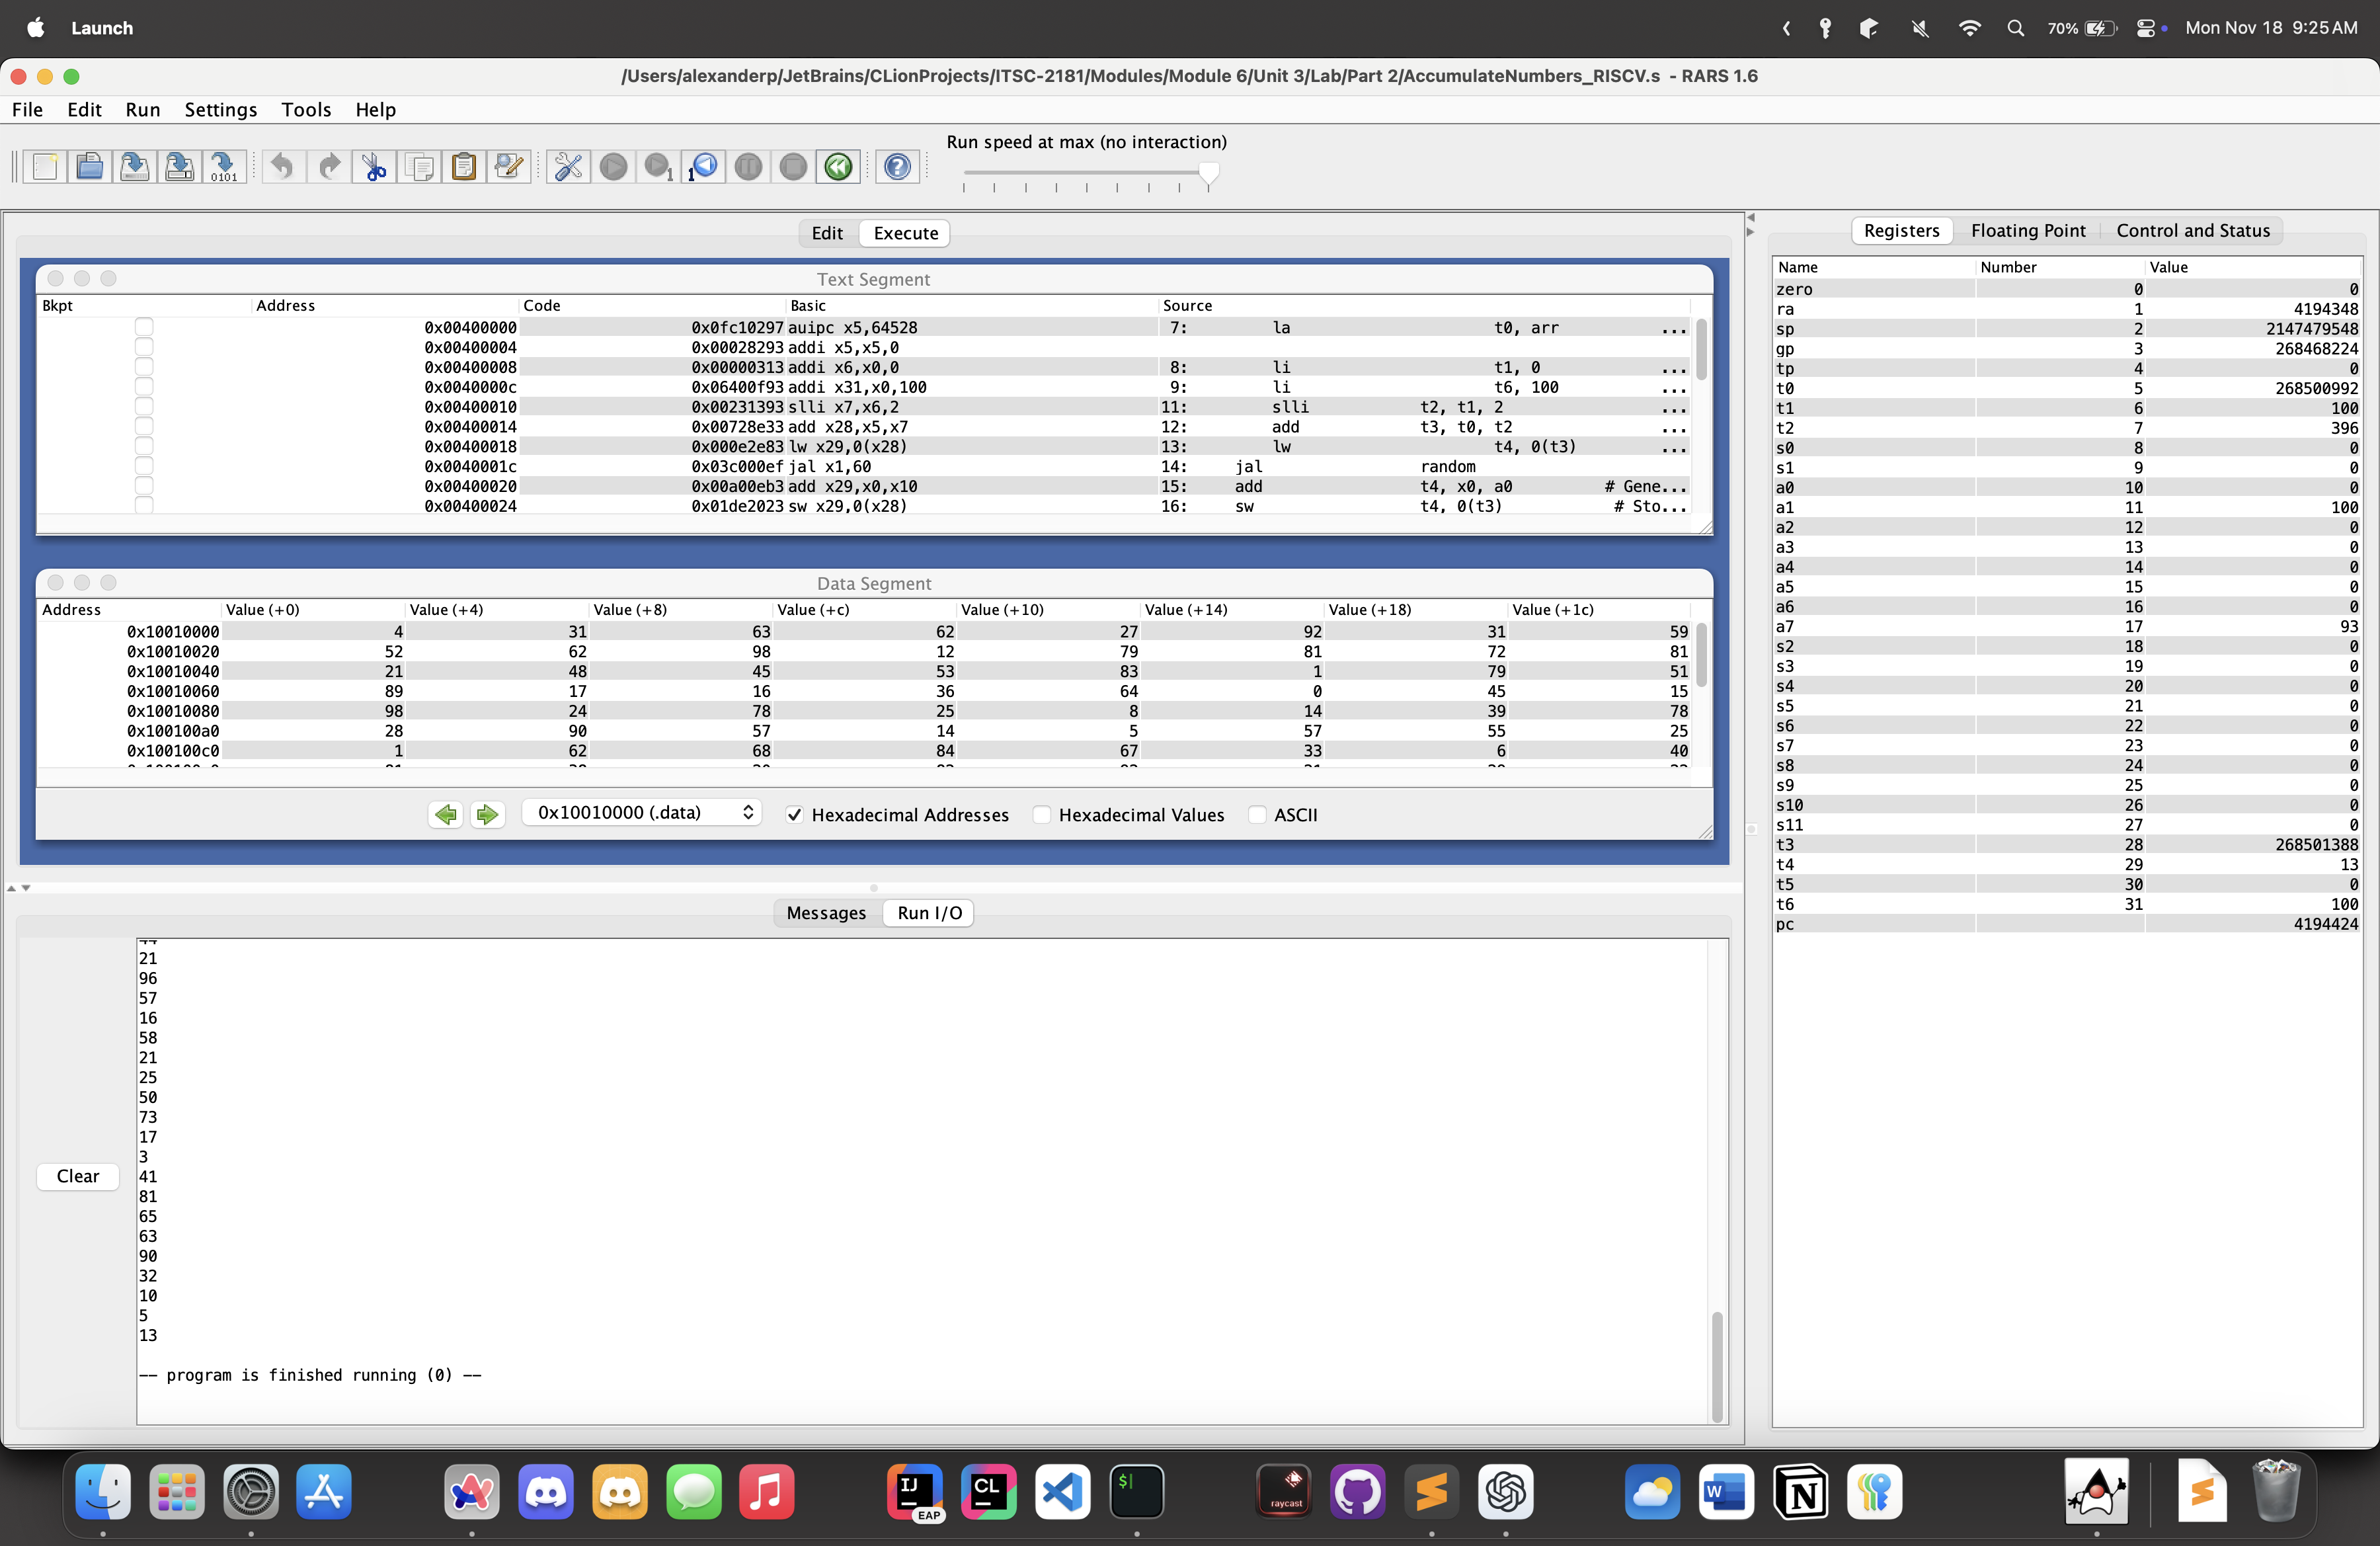 Launch
70%
Mon Nov 18 9:25 AM
/Users/alexanderp/JetBrains/CLionProjects/ITSC-2181/Modules/Module 6/Unit 3/Lab/Part 2/AccumulateNumbers_RISCV.s - RARS 1.6
File Edit Run Settings Tools Help
Run speed at max (no interaction)
0101
1
1
?
Edit Execute
Text Segment
Bkpt Address Code Basic Source
0x00400000 0x0fc10297 auipc x5,64528 7: la t0, arr ...
0x00400004 0x00028293 addi x5,x5,0
0x00400008 0x00000313 addi x6,x0,0 8: li t1, 0 ...
0x0040000c 0x06400f93 addi x31,x0,100 9: li t6, 100 ...
0x00400010 0x00231393 slli x7,x6,2 11: slli t2, t1, 2 ...
0x00400014 0x00728e33 add x28,x5,x7 12: add t3, t0, t2 ...
0x00400018 0x000e2e83 lw x29,0(x28) 13: lw t4, 0(t3) ...
0x0040001c 0x03c000ef jal x1,60 14: jal random
0x00400020 0x00a00eb3 add x29,x0,x10 15: add t4, x0, a0 # Gene...
0x00400024 0x01de2023 sw x29,0(x28) 16: sw t4, 0(t3) # Sto...
Data Segment
Address Value (+0) Value (+4) Value (+8) Value (+c) Value (+10) Value (+14) Value (+18) Value (+1c)
0x10010000 4 31 63 62 27 92 31 59
0x10010020 52 62 98 12 79 81 72 81
0x10010040 21 48 45 53 83 1 79 51
0x10010060 89 17 16 36 64 0 45 15
0x10010080 98 24 78 25 8 14 39 78
0x100100a0 28 90 57 14 5 57 55 25
0x100100c0 1 62 68 84 67 33 6 40
0x10010000 (.data) Hexadecimal Addresses Hexadecimal Values ASCII
Messages Run I/O
Clear
44
21
96
57
16
58
21
25
50
73
17
3
41
81
65
63
90
32
10
5
13
-- program is finished running (0) --
Registers Floating Point Control and Status
Name Number Value
zero 0 0
ra 1 4194348
sp 2 2147479548
gp 3 268468224
tp 4 0
t0 5 268500992
t1 6 100
t2 7 396
s0 8 0
s1 9 0
a0 10 0
a1 11 100
a2 12 0
a3 13 0
a4 14 0
a5 15 0
a6 16 0
a7 17 93
s2 18 0
s3 19 0
s4 20 0
s5 21 0
s6 22 0
s7 23 0
s8 24 0
s9 25 0
s10 26 0
s11 27 0
t3 28 268501388
t4 29 13
t5 30 0
t6 31 100
pc 4194424
IJ
EAP
CL
$
raycast
W
N